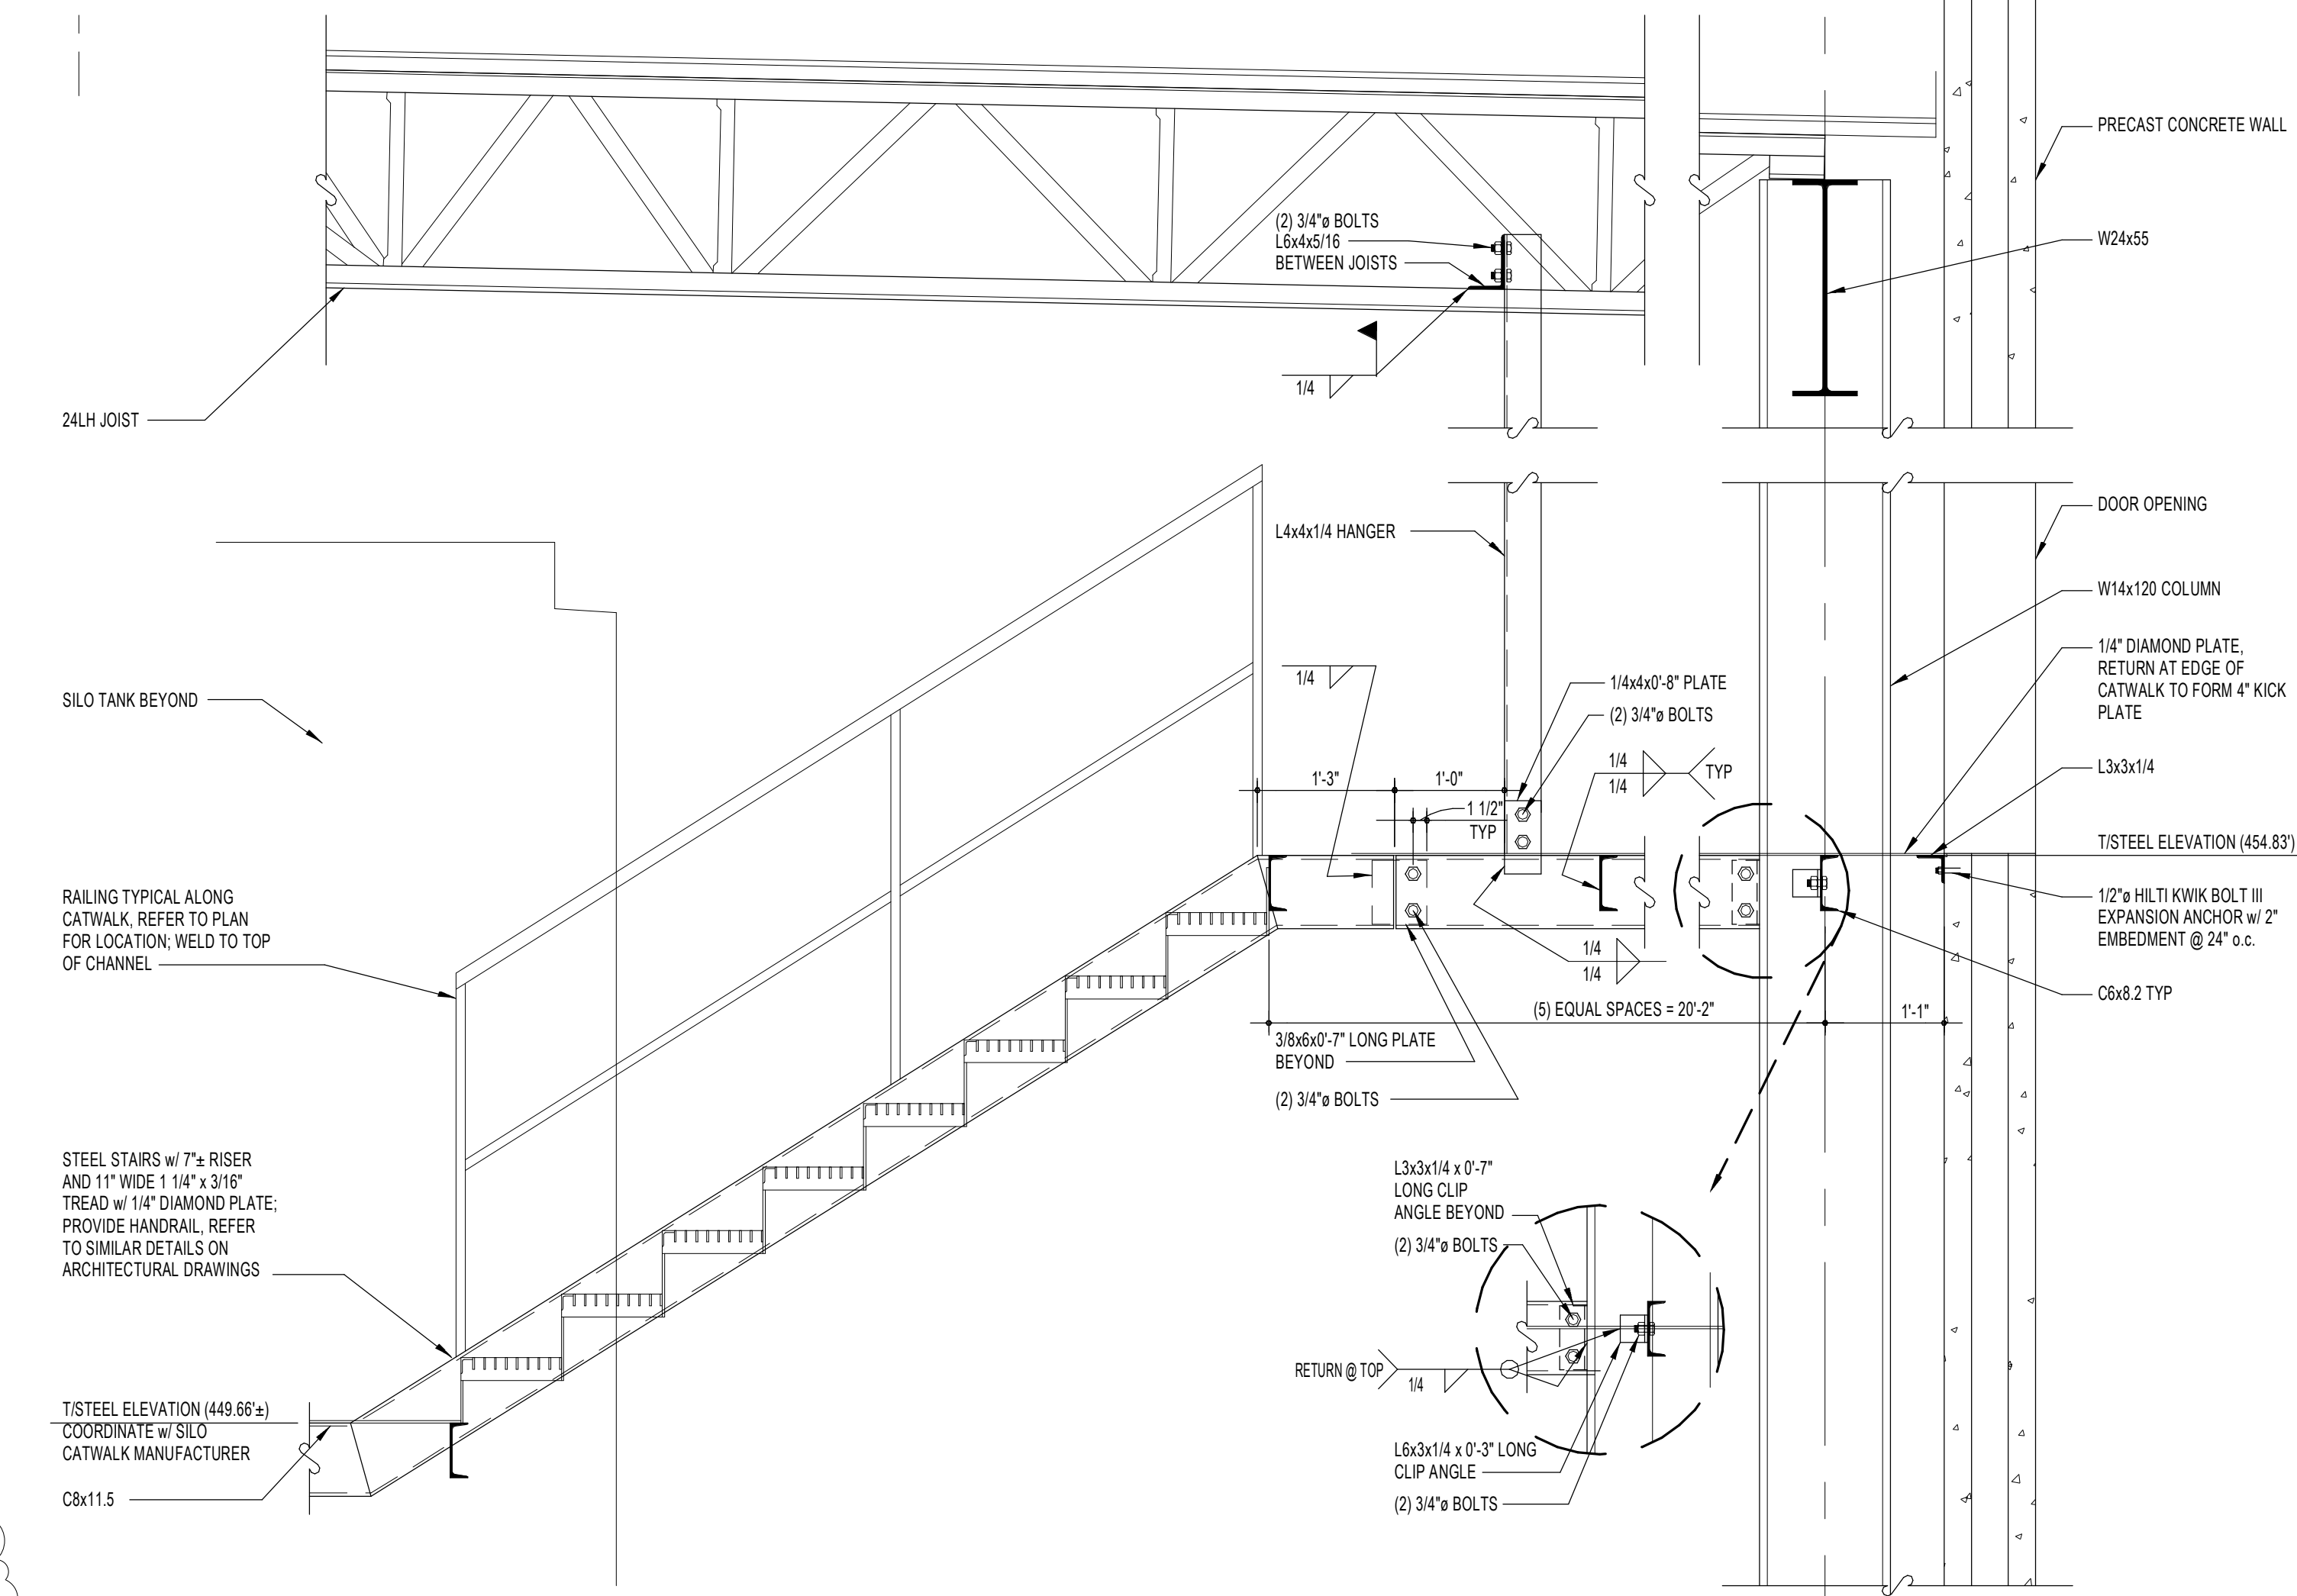 PRECAST CONCRETE WALL
(2) 3/4"ø BOLTS
L6x4x5/16
BETWEEN JOISTS
W24x55
1/4
24LH JOIST
DOOR OPENING
L4x4x1/4 HANGER
W14x120 COLUMN
1/4" DIAMOND PLATE,
RETURN AT EDGE OF
CATWALK TO FORM 4" KICK
PLATE
1/4
1/4x4x0'-8" PLATE
(2) 3/4"ø BOLTS
SILO TANK BEYOND
1/4
1/4
TYP
L3x3x1/4
1'-3"
1'-0"
1 1/2"
TYP
T/STEEL ELEVATION (454.83')
RAILING TYPICAL ALONG
CATWALK, REFER TO PLAN
FOR LOCATION; WELD TO TOP
OF CHANNEL
1/2"ø HILTI KWIK BOLT III
EXPANSION ANCHOR w/ 2"
EMBEDMENT @ 24" o.c.
1/4
1/4
C6x8.2 TYP
(5) EQUAL SPACES = 20'-2"
1'-1"
3/8x6x0'-7" LONG PLATE
BEYOND
(2) 3/4"ø BOLTS
STEEL STAIRS w/ 7"± RISER
AND 11" WIDE 1 1/4" x 3/16"
TREAD w/ 1/4" DIAMOND PLATE;
PROVIDE HANDRAIL, REFER
TO SIMILAR DETAILS ON
ARCHITECTURAL DRAWINGS
L3x3x1/4 x 0'-7"
LONG CLIP
ANGLE BEYOND
(2) 3/4"ø BOLTS
RETURN @ TOP
1/4
T/STEEL ELEVATION (449.66'±)
COORDINATE w/ SILO
CATWALK MANUFACTURER
C8x11.5
L6x3x1/4 x 0'-3" LONG
CLIP ANGLE
(2) 3/4"ø BOLTS